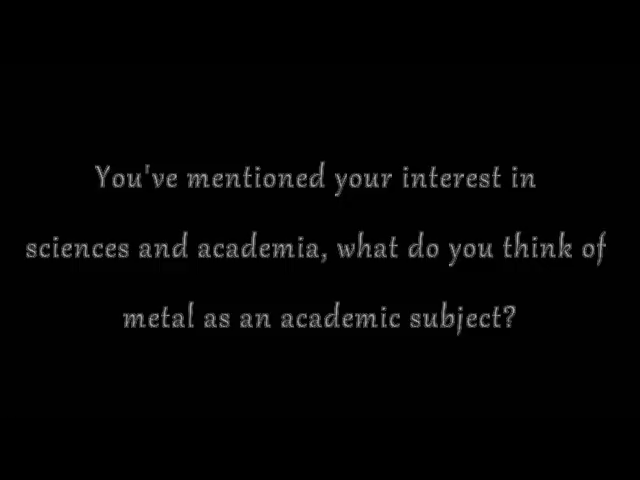 You've mentioned your interest in
sciences and academia, what do you think of
metal as an academic subject?